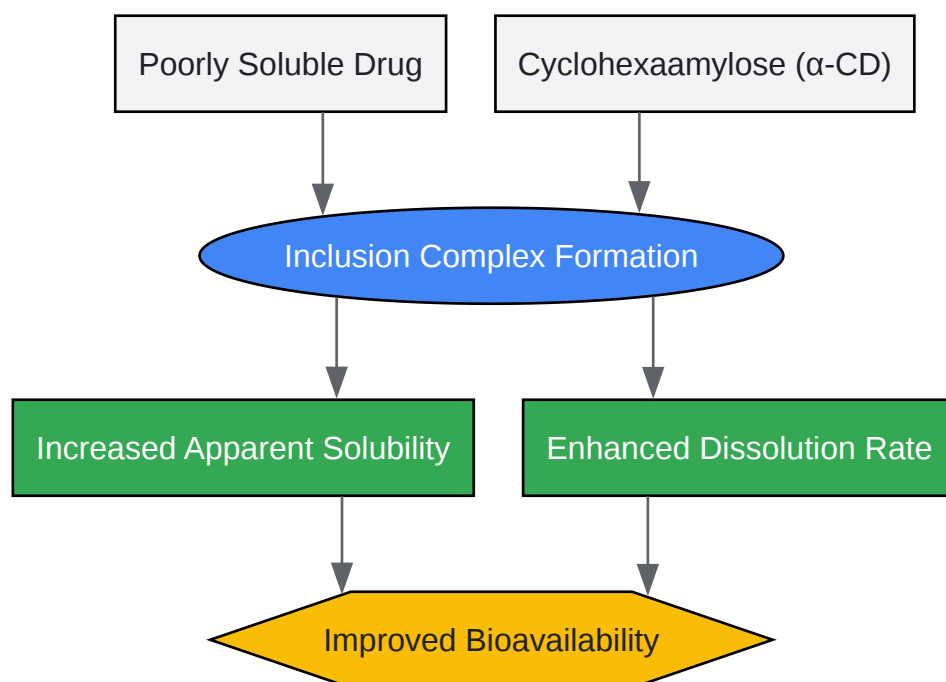 Poorly Soluble Drug
Cyclohexaamylose (α-CD)
Inclusion Complex Formation
Increased Apparent Solubility
Enhanced Dissolution Rate
Improved Bioavailability